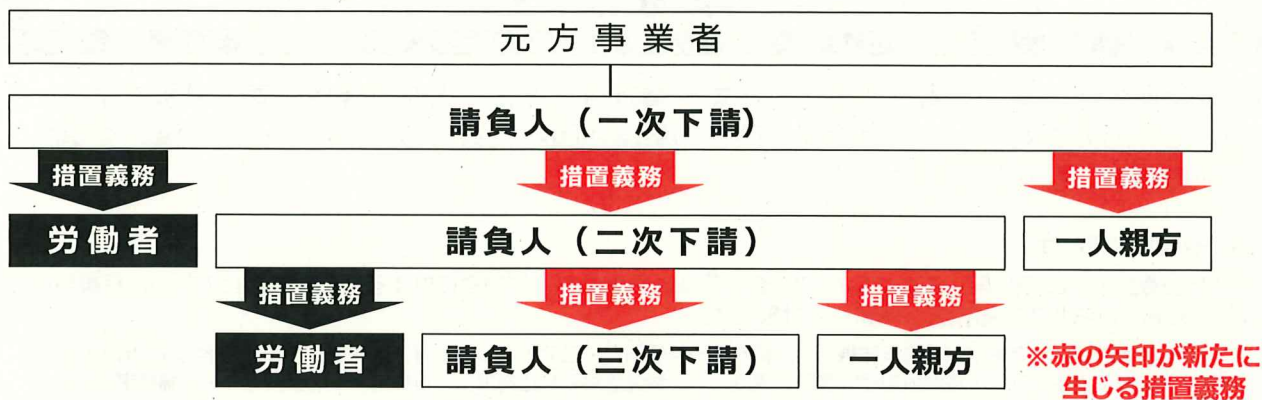 元方事業者
請負人（一次下請）
措置義務 措置義務 措置義務
労働者 請負人（二次下請） 一人親方
措置義務 措置義務 措置義務
労働者 請負人（三次下請） 一人親方
※赤の矢印が新たに
生じる措置義務